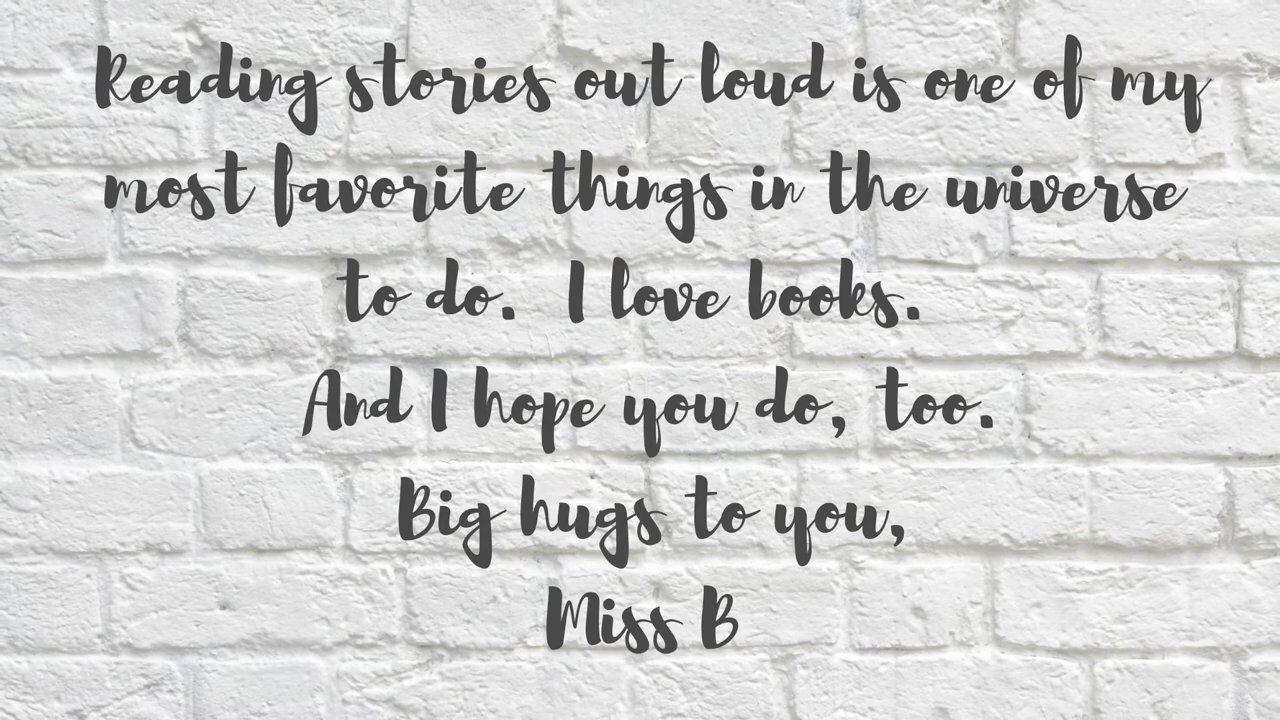 Reading stories out loud is one of my
most favorite things in the universe
to do.  I love books.
And I hope you do, too.
Big hugs to you,
Miss B